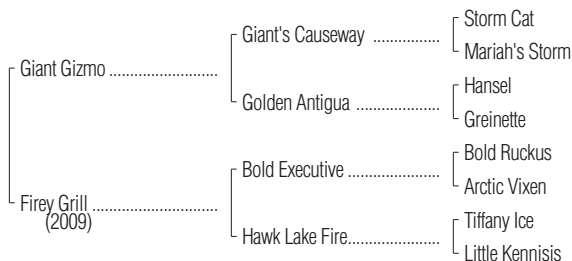 Storm Cat
Giant's Causeway ................
Mariah's Storm
Giant Gizmo ..........................
Hansel
Golden Antigua ....................
Greinette
Bold Ruckus
Bold Executive ......................
Arctic Vixen
Firey Grill ..............................
(2009)
Tiffany Ice
Hawk Lake Fire......................
Little Kennisis